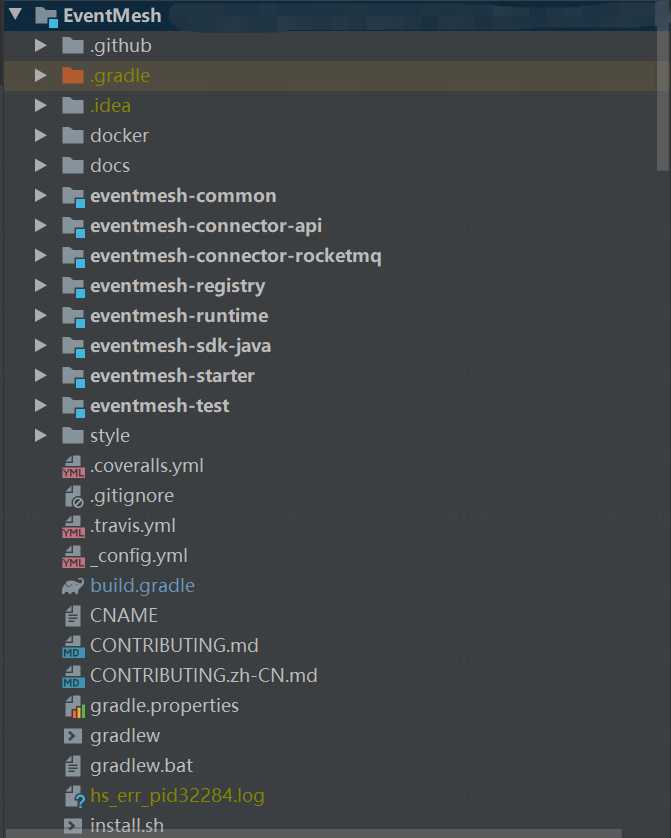 EventMesh
.github
.gradle
.idea
docker
docs
eventmesh-common
eventmesh-connector-api
eventmesh-connector-rocketmq
eventmesh-registry
eventmesh-runtime
eventmesh-sdk-java
eventmesh-starter
eventmesh-test
style
YML .coveralls.yml
.gitignore
YML .travis.yml
YML _config.yml
build.gradle
CNAME
MD CONTRIBUTING.md
MD CONTRIBUTING.zh-CN.md
gradle.properties
gradlew
gradlew.bat
? hs_err_pid32284.log
install.sh